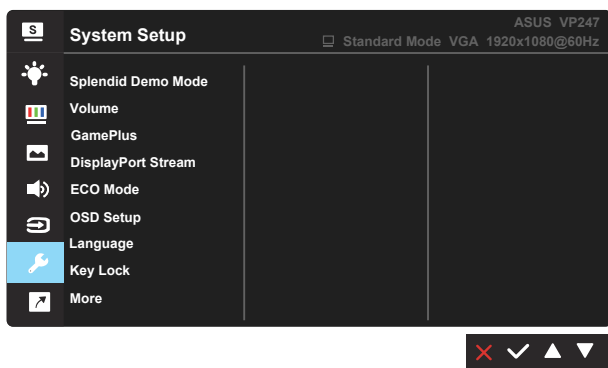 S
System Setup
ASUS VP247
Standard Mode VGA 1920x1080@60Hz
Splendid Demo Mode
Volume
GamePlus
DisplayPort Stream
ECO Mode
OSD Setup
Language
Key Lock
More